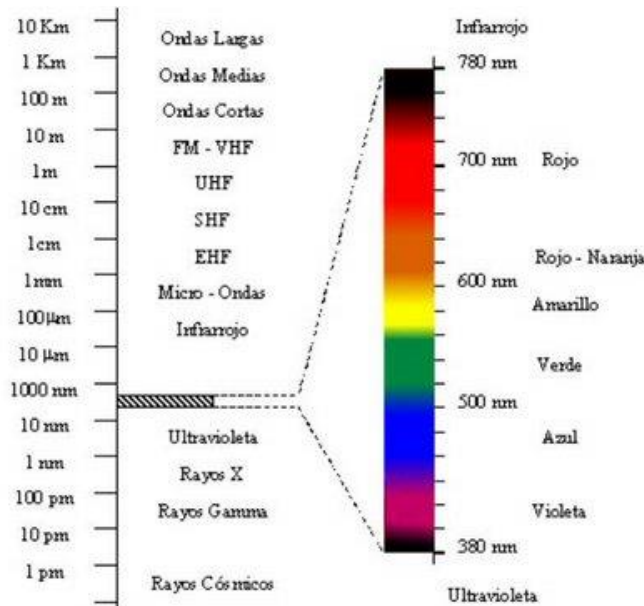 10 Km
1 Km
100 m
10 m
1m
10 cm
1cm
1mm
100µm
10 µm
1000 nm
10 nm
1 nm
100 pm
10 pm
1 pm
Ondas Largas
Ondas Medias
Ondas Cortas
FM - VHF
UHF
SHF
EHF
Micro - Ondas
Infrarrojo
Ultravioleta
Rayos X
Rayos Gamma
Rayos Cósmicos
Infrarrojo
780 nm
700 nm
Rojo
Rojo - Naranja
600 nm
Amarillo
Verde
500 nm
Azul
Violeta
380 nm
Ultravioleta